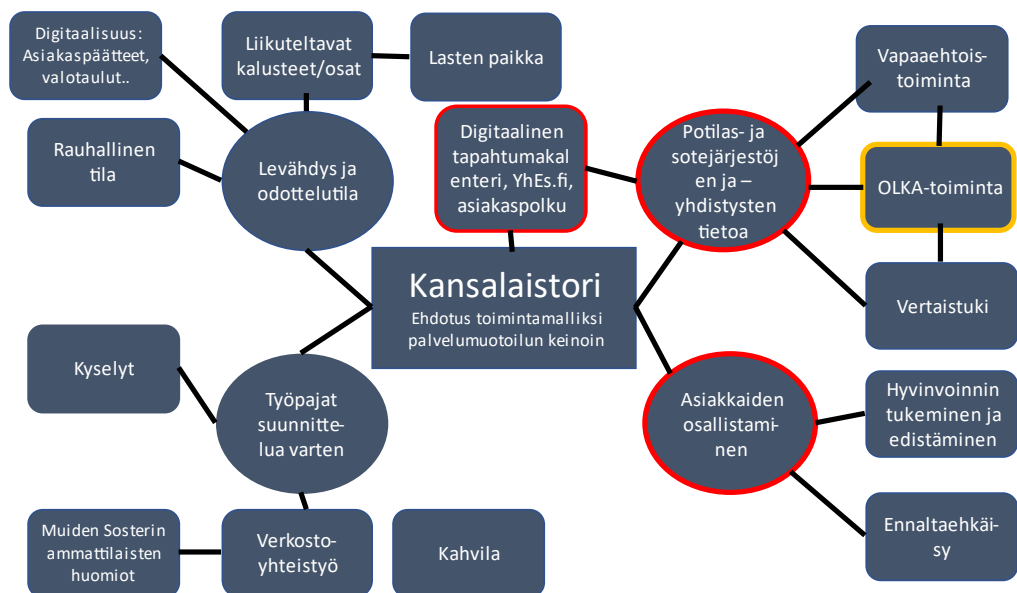 Digitaalisuus:
Asiakaspäätteet,
valotaulut..
Liikuteltavat
kalusteet/osat
Lasten paikka
Vapaaehtois-
toiminta
Rauhallinen
tila
Levähdys ja
odottelutila
Digitaalinen
tapahtumakal
enteri, YhEs.fi,
asiakaspolku
Potilas- ja
sotejärjestöj
en ja –
yhdistysten
tietoa
OLKA-toiminta
Kansalaistori
Ehdotus toimintamalliksi
palvelumuotoilun keinoin
Vertaistuki
Kyselyt
Työpajat
suunnitte-
lua varten
Asiakkaiden
osallistami-
nen
Hyvinvoinnin
tukeminen ja
edistäminen
Muiden Sosterin
ammattilaisten
huomiot
Verkosto-
yhteistyö
Kahvila
Ennaltaehkäi-
sy